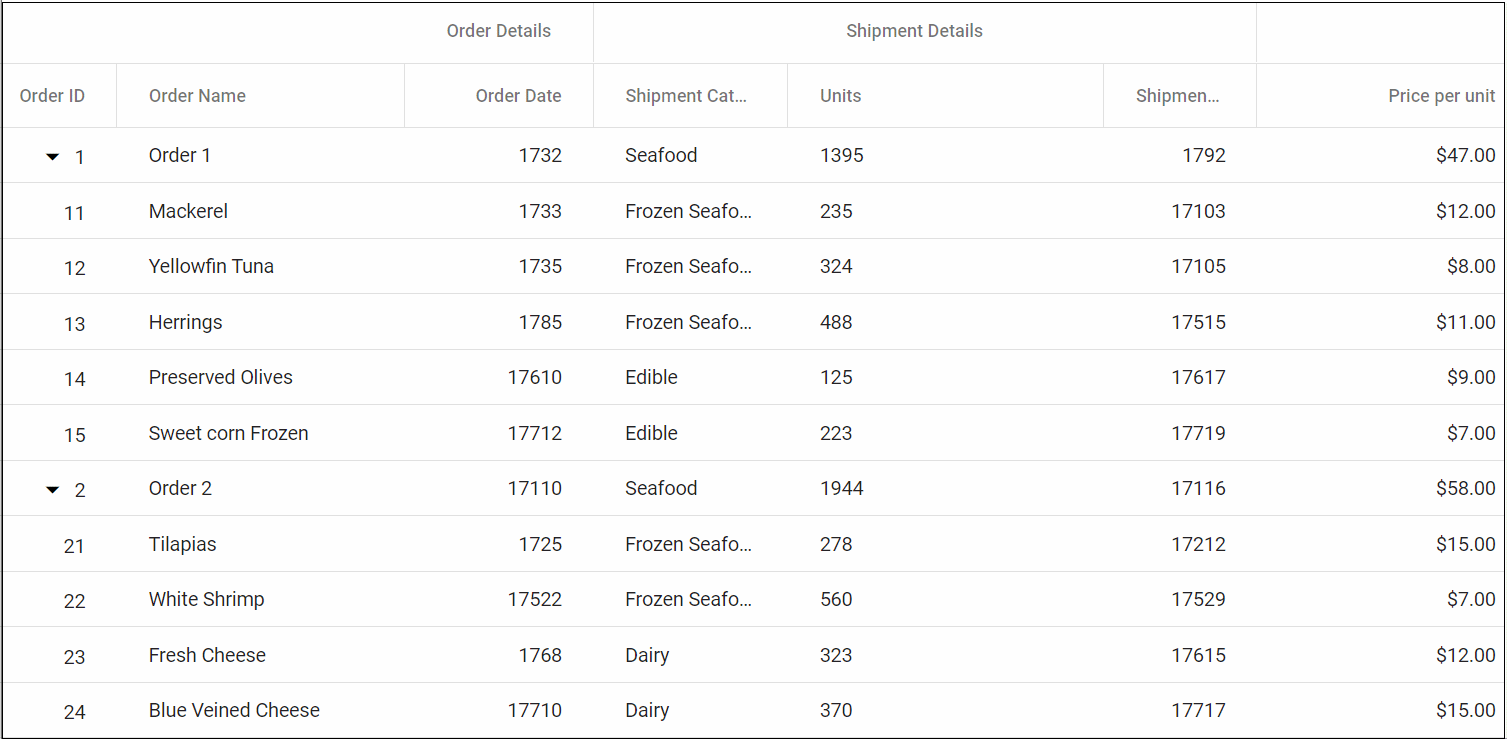 Order Details Shipment Details
Order ID Order Name Order Date Shipment Cat... Units Shipmen... Price per unit
1 Order 1 1732 Seafood 1395 1792 $47.00
11 Mackerel 1733 Frozen Seafo... 235 17103 $12.00
12 Yellowfin Tuna 1735 Frozen Seafo... 324 17105 $8.00
13 Herrings 1785 Frozen Seafo... 488 17515 $11.00
14 Preserved Olives 17610 Edible 125 17617 $9.00
15 Sweet corn Frozen 17712 Edible 223 17719 $7.00
2 Order 2 17110 Seafood 1944 17116 $58.00
21 Tilapias 1725 Frozen Seafo... 278 17212 $15.00
22 White Shrimp 17522 Frozen Seafo... 560 17529 $7.00
23 Fresh Cheese 1768 Dairy 323 17615 $12.00
24 Blue Veined Cheese 17710 Dairy 370 17717 $15.00